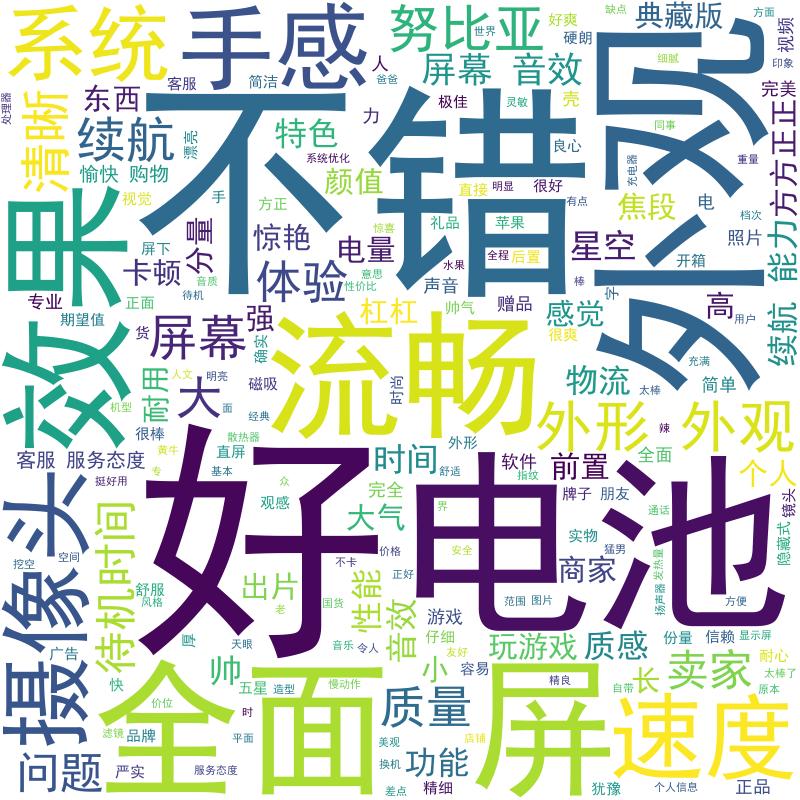 系统
手感
努比亚
典藏版
好爽
世界
缺点
方面
硬朗
视频
印象
客服
简洁
人
屏幕
音效
细腻
外观
处理器
清晰
东西
续航
漂亮
不错
力
极佳
灵敏
壳
完美
同事
方方正正
特色
系统优化
良心
愉快
购物
颜值
直接
明显
很好
充电器
重量
视觉
手
方正
有点
焦段
电
档次
果
效
屏下
分量
惊艳
电量
惊喜
礼品
苹果
全程
后置
星空
照片
能力
卡顿
音质
体验
意思
水果
棒
开箱
待机
性价比
声音
字
专业
正面
杠杠
帅气
赠品
感觉
高
用户
期望值
货
屏幕
强
确实
流畅
很爽
续航
耐用
人文
明亮
磁吸
时尚
物流
充满
太棒
简单
大
机型
面
经典
外形
外观
很棒
散热器
辣
黄牛
直屏
外形
客服
服务态度
时间
软件
前置
全面
个人
挺好用
专
基本
舒适
指纹
牌子
朋友
镜头
摄像头
好
电池
众
观感
完全
大气
界
实物
通话
隐藏式
待机时间
不卡
价格
安全
猛男
挖空
空间
商家
发热量
舒服
出片
性能
正好
范围
图片
扬声器
方便
风格
老
国货
音效
游戏
份量
信赖
广告
厚
天眼
音乐
令人
仔细
玩游戏
质感
显示屏
耐心
帅
友好
容易
小
卖家
太棒了
快
五星
造型
慢动作
精良
自带
长
原本
全面屏
价位
时
质量
速度
滤镜
品牌
平面
美观
店铺
问题
严实
服务态度
换机
功能
差点
精细
犹豫
个人信息
正品